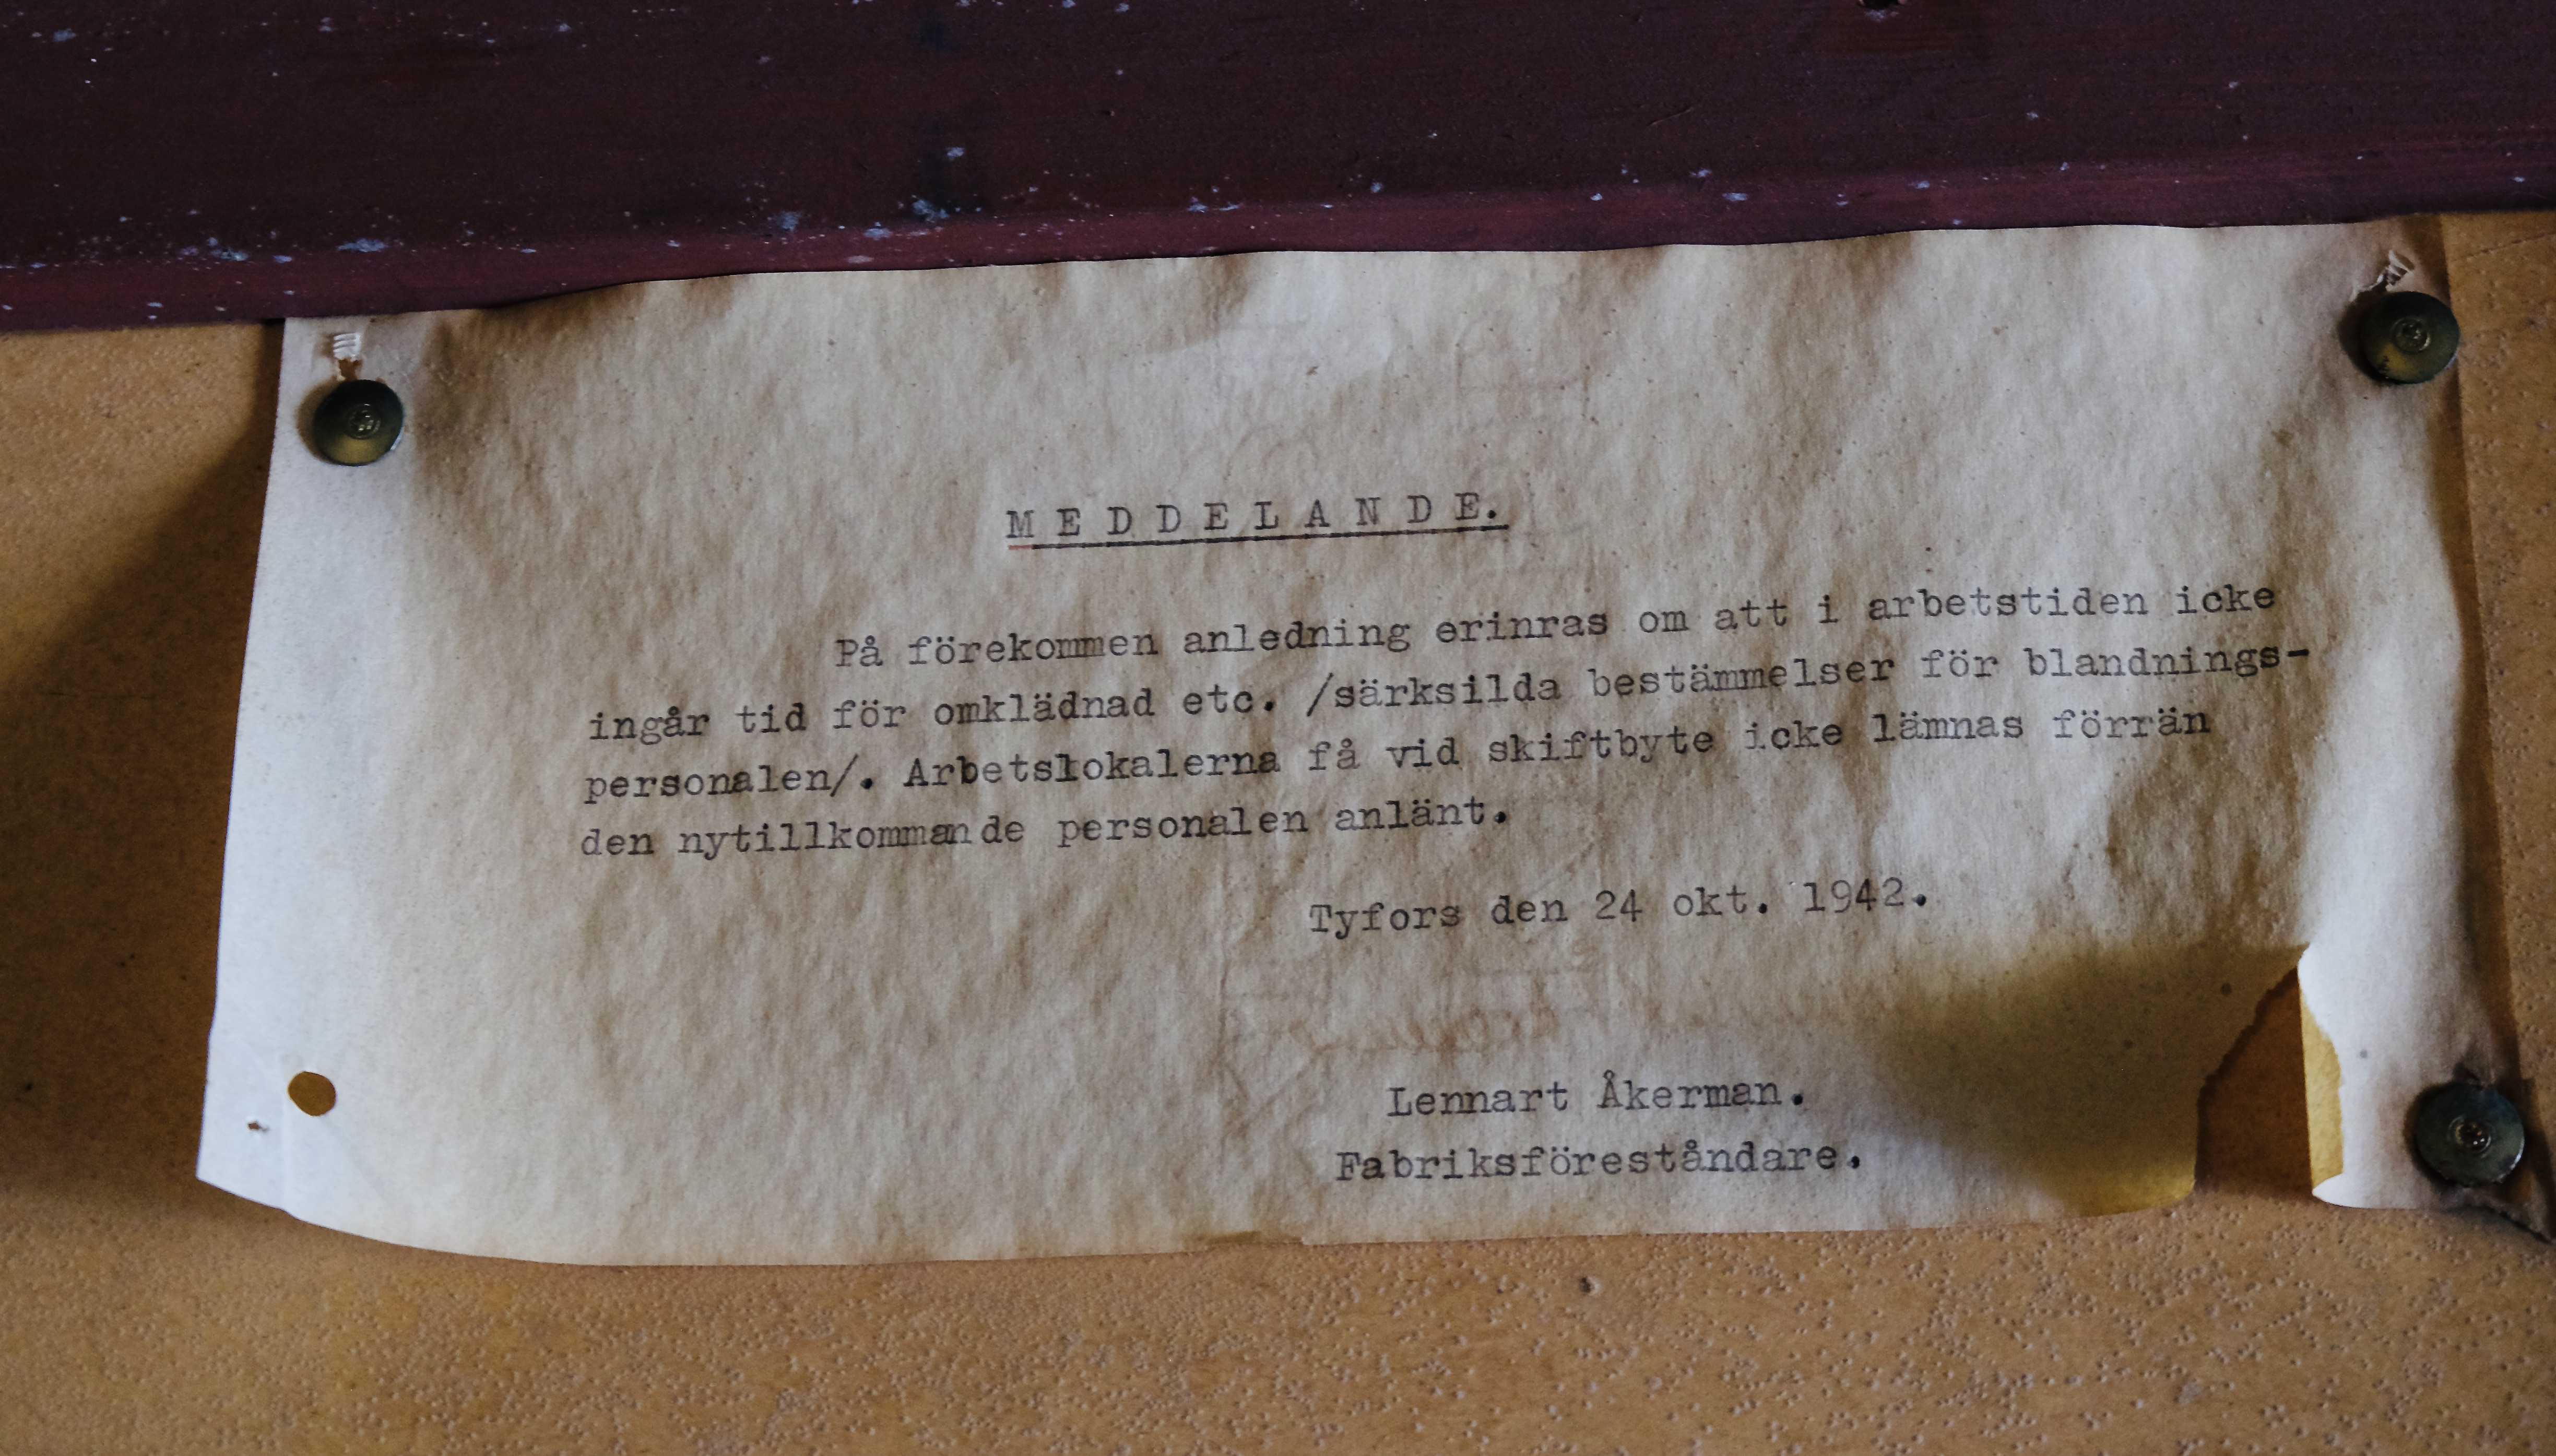 MEDDELANDE.
På förekommen anledning erinras om att i arbetstiden icke
ingår tid för omklädnad etc. /särksilda bestämmelser för blandnings-
personalen/. Arbetslokalerna få vid skiftbyte icke lämnas förrän
den nytillkommande personalen anlänt.
Tyfors den 24 okt. 1942.
Lennart Åkerman.
Fabriksföreståndare.